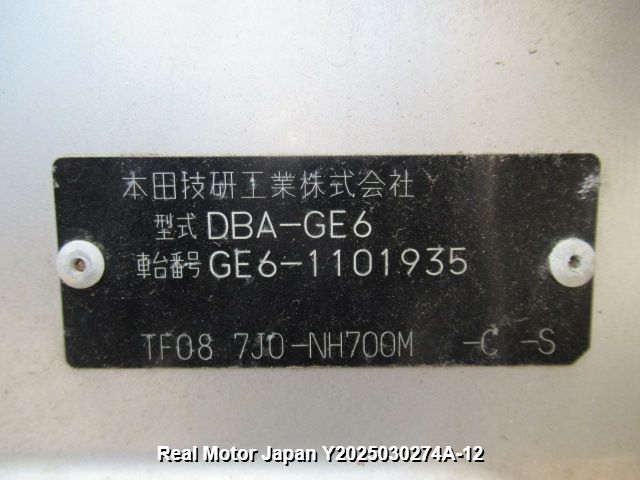 本田技研工業株式会社
型式 DBA-GE6
車台番号 GE6-1101935
TF08 7J0-NH700M -C -S
Real Motor Japan Y2025030274A-12